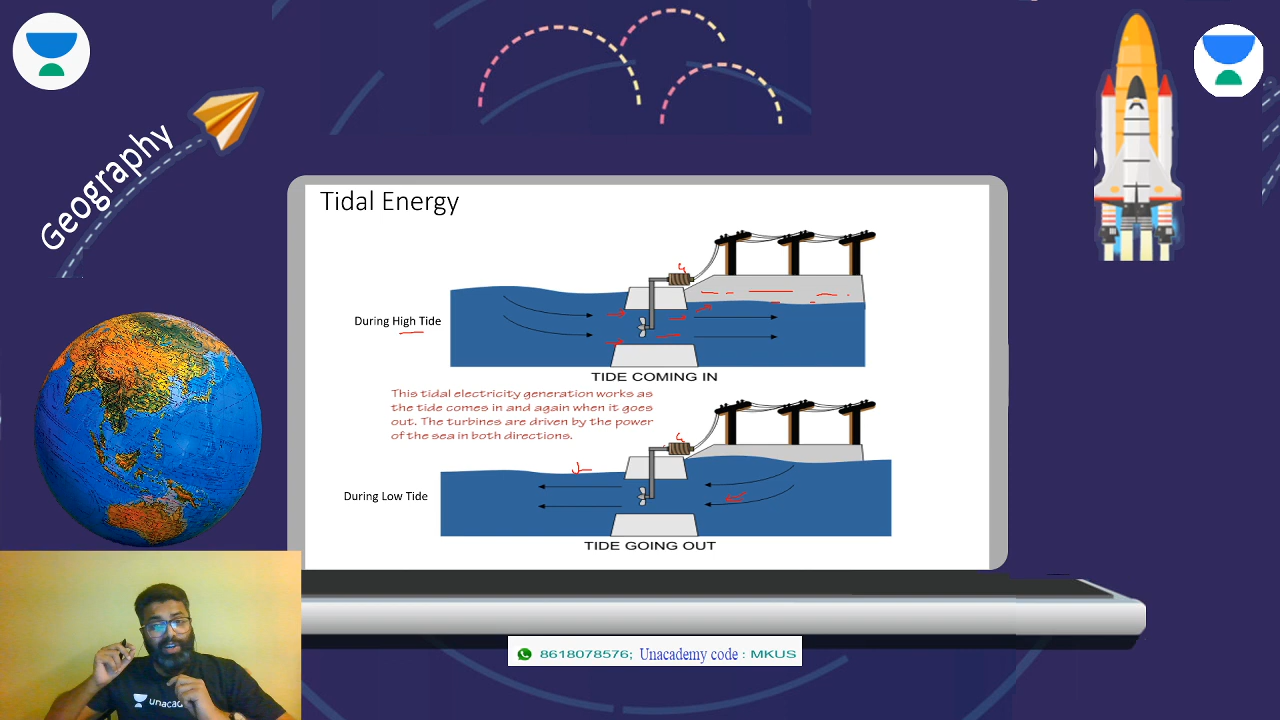 Geography
Tidal Energy
During High Tide
TIDE COMING IN
This tidal electricity generation works as
the tide comes in and again when it goes
out. The turbines are driven by the power
of the sea in both directions.
During Low Tide
TIDE GOING OUT
8618078576; Unacademy code : MKUS